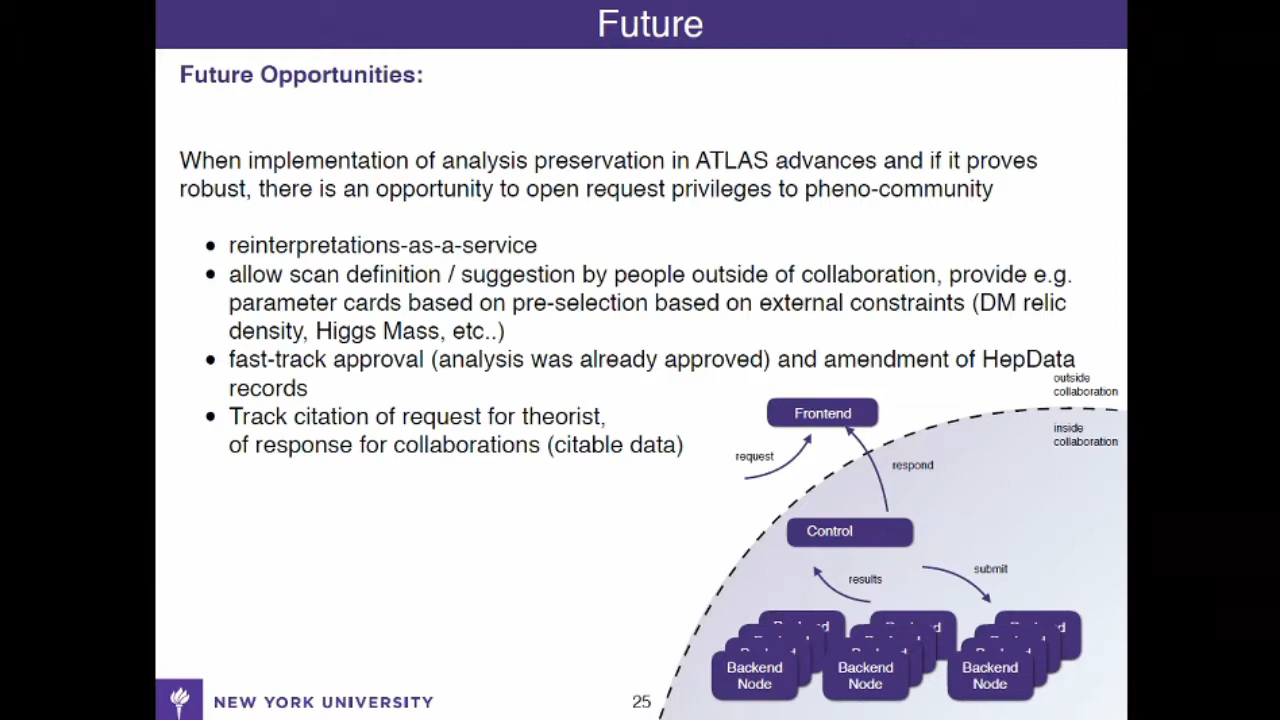 Future
Future Opportunities:
When implementation of analysis preservation in ATLAS advances and if it proves
robust, there is an opportunity to open request privileges to pheno-community
• reinterpretations-as-a-service
• allow scan definition / suggestion by people outside of collaboration, provide e.g.
parameter cards based on pre-selection based on external constraints (DM relic
density, Higgs Mass, etc..)
• fast-track approval (analysis was already approved) and amendment of HepData
records
• Track citation of request for theorist,
of response for collaborations (citable data)
outside
collaboration
Frontend
inside
collaboration
request
respond
Control
results
submit
Backend
Node
Backend
Node
Backend
Node
NEW YORK UNIVERSITY
25